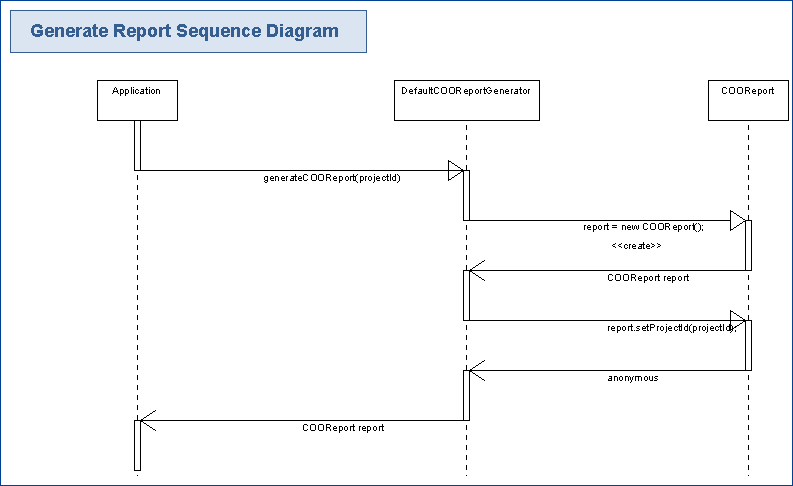 Generate Report Sequence Diagram
Application
DefaultCOOReportGenerator
COOReport
generateCOOReport(projectId)
report = new COOReport();
<<create>>
COOReport report
report.setProjectId(projectId);
anonymous
COOReport report